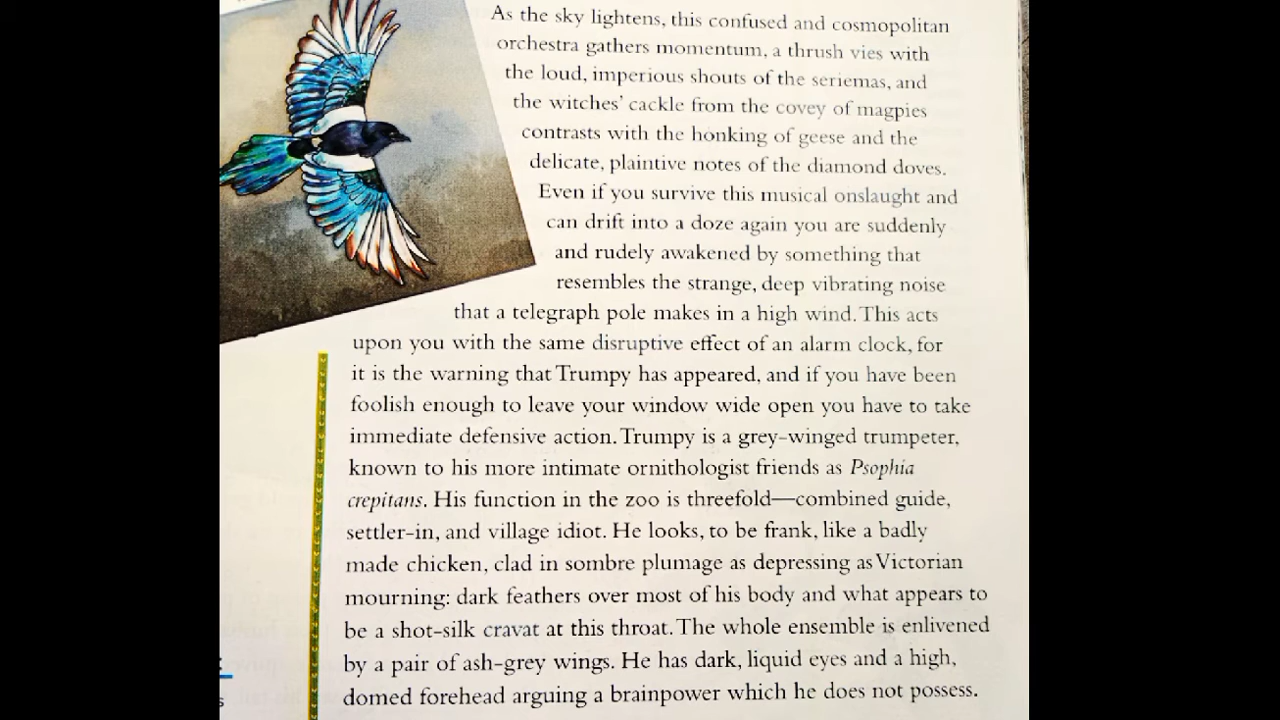 As the sky lightens, this confused and cosmopolitan
orchestra gathers momentum, a thrush vies with
the loud, imperious shouts of the seriemas, and
the witches' cackle from the covey of magpies
contrasts with the honking of geese and the
delicate, plaintive notes of the diamond doves.
Even if you survive this musical onslaught and
can drift into a doze again you are suddenly
and rudely awakened by something that
resembles the strange, deep vibrating noise
that a telegraph pole makes in a high wind. This acts
upon you with the same disruptive effect of an alarm clock, for
it is the warning that Trumpy has appeared, and if you have been
foolish enough to leave your window wide open you have to take
immediate defensive action. Trumpy is a grey-winged trumpeter,
known to his more intimate ornithologist friends as Psophia
crepitans. His function in the zoo is threefold—combined guide,
settler-in, and village idiot. He looks, to be frank, like a badly
made chicken, clad in sombre plumage as depressing as Victorian
mourning: dark feathers over most of his body and what appears to
be a shot-silk cravat at this throat. The whole ensemble is enlivened
by a pair of ash-grey wings. He has dark, liquid eyes and a high,
domed forehead arguing a brainpower which he does not possess.